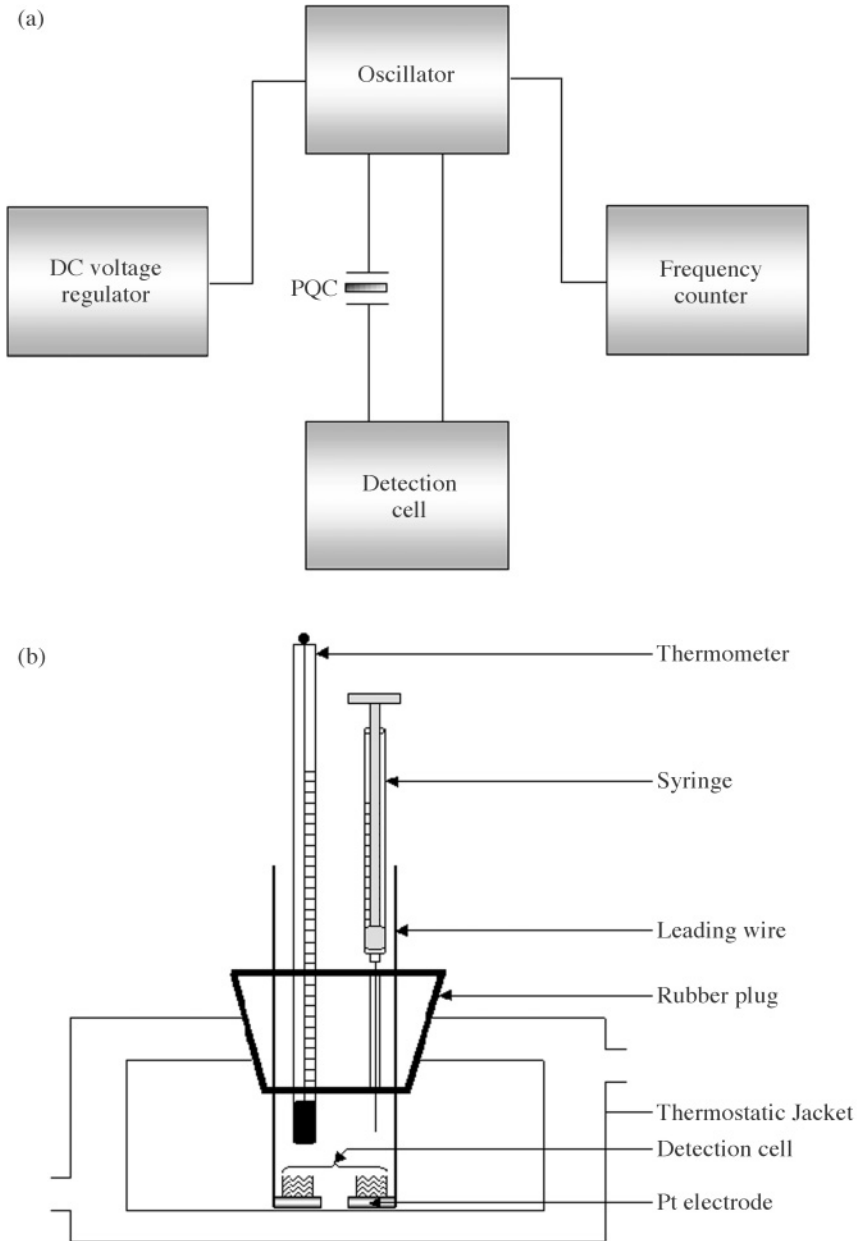 (a)
Oscillator
DC voltage
regulator
PQC
Frequency
counter
Detection
cell
(b)
Thermometer
Syringe
Leading wire
Rubber plug
Thermostatic Jacket
Detection cell
Pt electrode